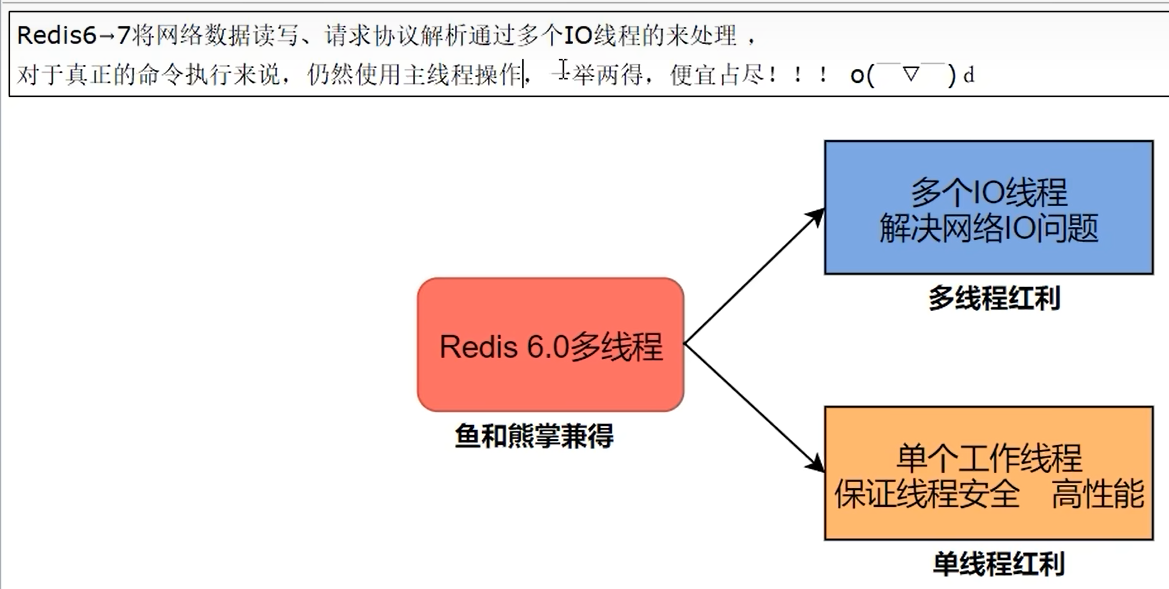 Redis6→7将网络数据读写、请求协议解析通过多个IO线程的来处理 ，
对于真正的命令执行来说，仍然使用主线程操作，一举两得，便宜占尽！！！ o(￣▽￣)ｄ
多个IO线程
解决网络IO问题
多线程红利
Redis 6.0多线程
鱼和熊掌兼得
单个工作线程
保证线程安全 高性能
单线程红利